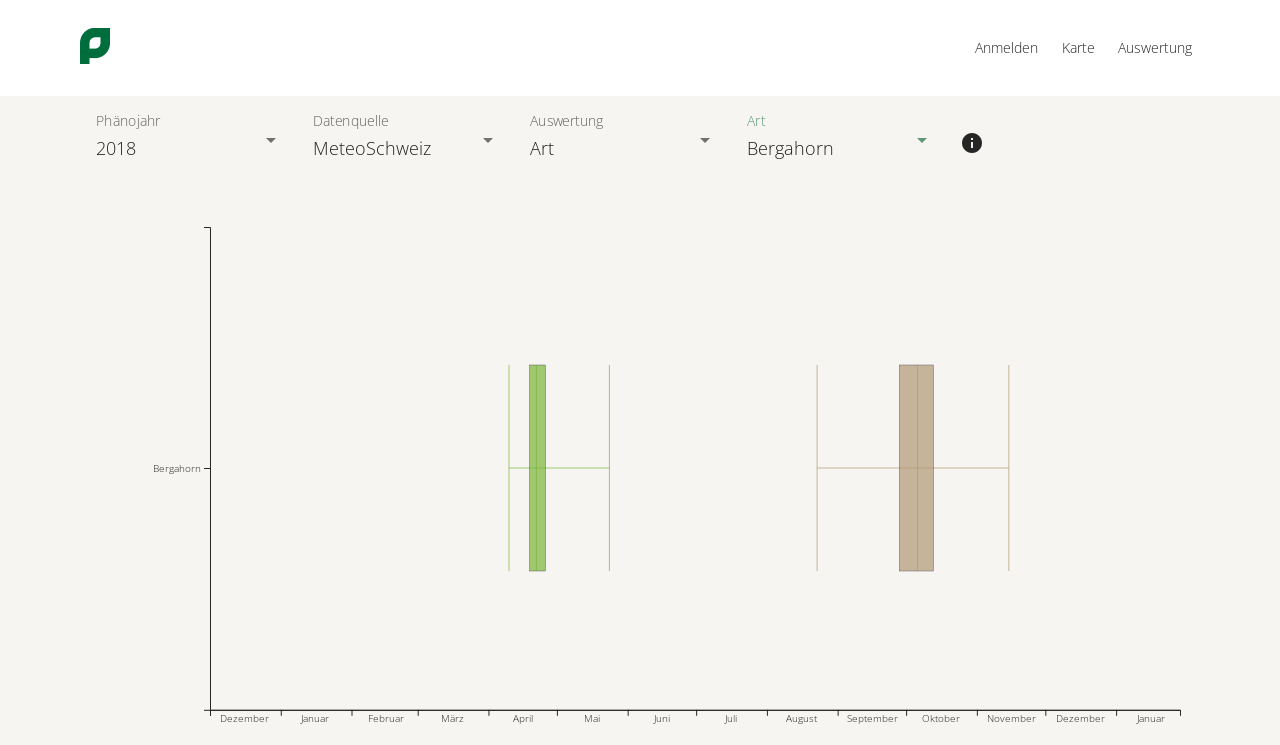 Anmelden Karte Auswertung
Phänojahr Datenquelle Auswertung Art
2018 MeteoSchweiz Art Bergahorn
Bergahorn
Dezember Januar Februar März April Mai Juni Juli August September Oktober November Dezember Januar